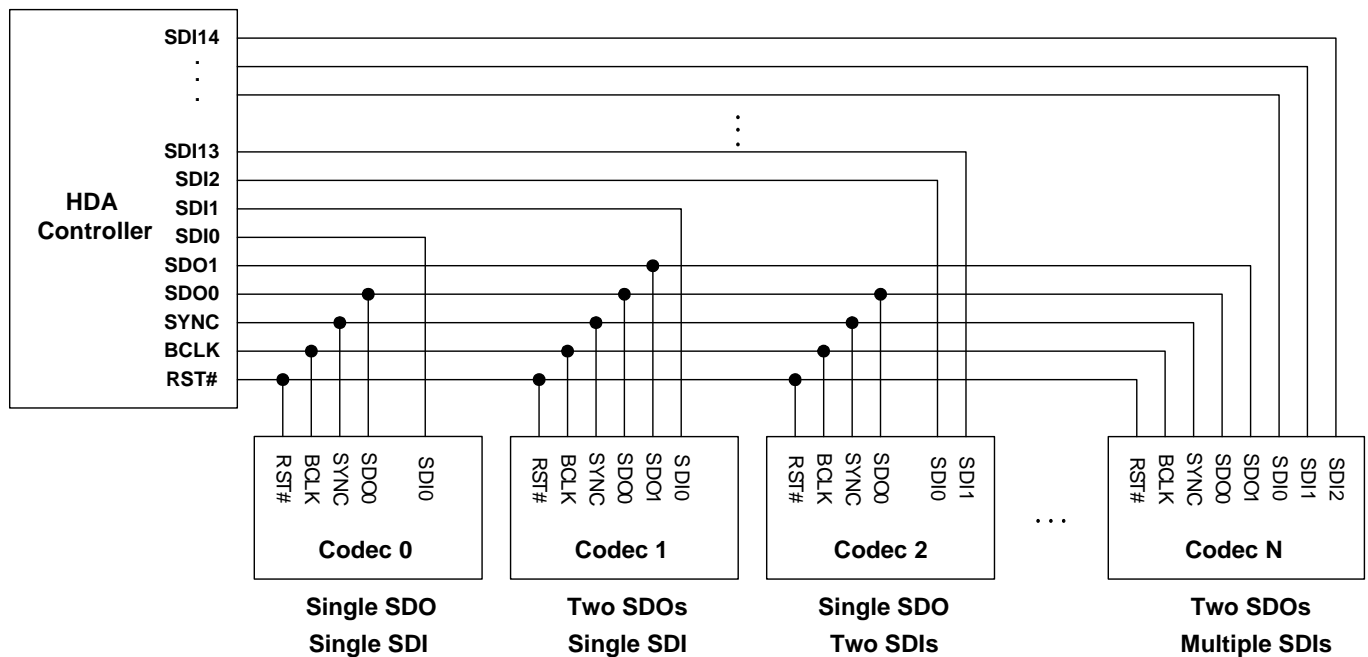 SDI14
.
.
.
SDI13
SDI2
SDI1
SDI0
SDO1
SDO0
SYNC
BCLK
RST#
HDA
Controller
RST#
BCLK
SYNC
SDO0
SDI0
Codec 0
Single SDO
Single SDI
RST#
BCLK
SYNC
SDO0
SDO1
SDI0
Codec 1
Two SDOs
Single SDI
RST#
BCLK
SYNC
SDO0
SDI0
SDI1
Codec 2
Single SDO
Two SDIs
. . .
RST#
BCLK
SYNC
SDO0
SDO1
SDI0
SDI1
SDI2
Codec N
Two SDOs
Multiple SDIs